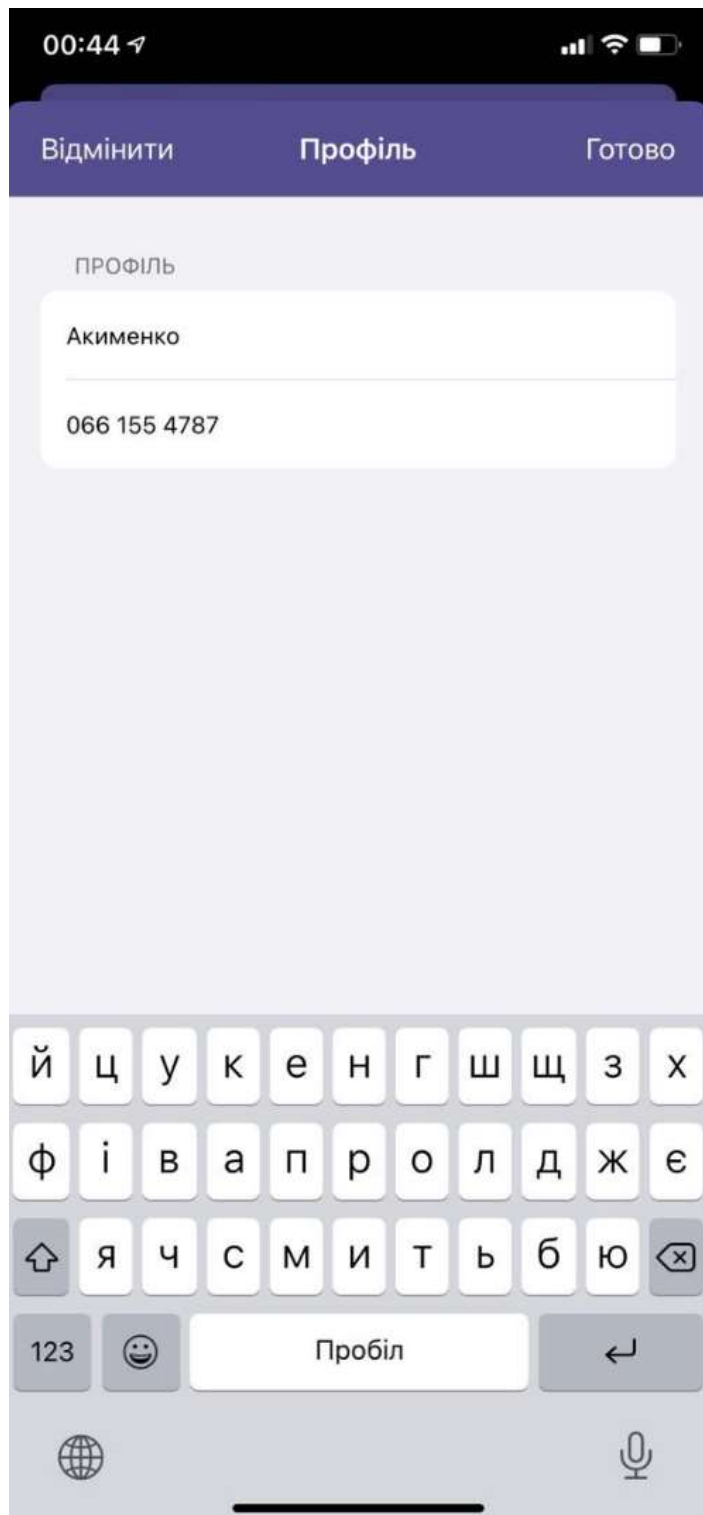 00:44
Відмінити Профіль Готово
ПРОФІЛЬ
Акименко
066 155 4787
й ц у к е н г ш щ з х
ф і в а п р о л д ж є
я ч с м и т ь б ю
123 Пробіл